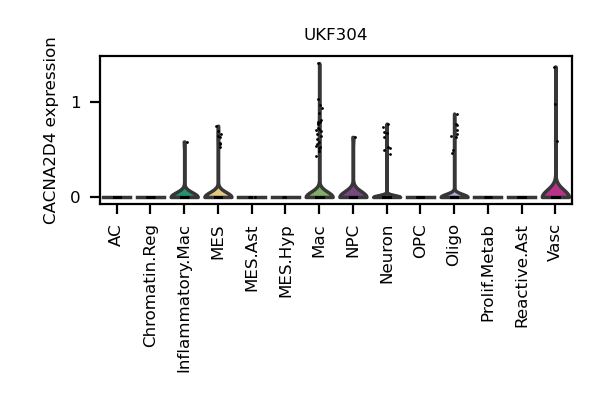 UKF304
CACNA2D4 expression
1
0
AC
Chromatin.Reg
Inflammatory.Mac
MES
MES.Ast
MES.Hyp
Mac
NPC
Neuron
OPC
Oligo
Prolif.Metab
Reactive.Ast
Vasc